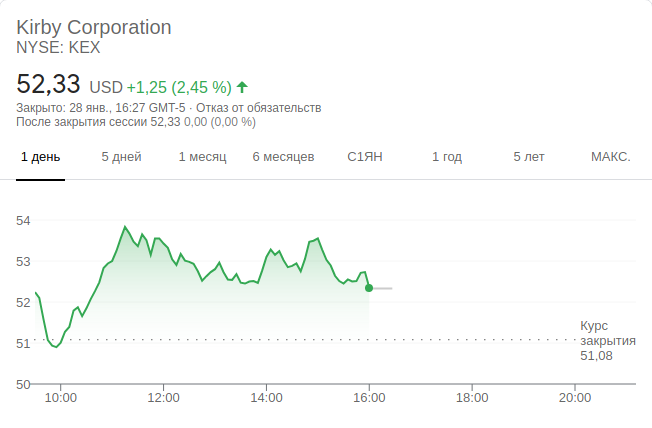 Kirby Corporation
NYSE: KEX
52,33 USD +1,25 (2,45 %)
Закрыто: 28 янв., 16:27 GMT-5 · Отказ от обязательств
После закрытия сессии 52,33 0,00 (0,00 %)
1 день 5 дней 1 месяц 6 месяцев С1ЯН 1 год 5 лет МАКС.
54
53
52
51
50
Курс
закрытия
51,08
10:00 12:00 14:00 16:00 18:00 20:00